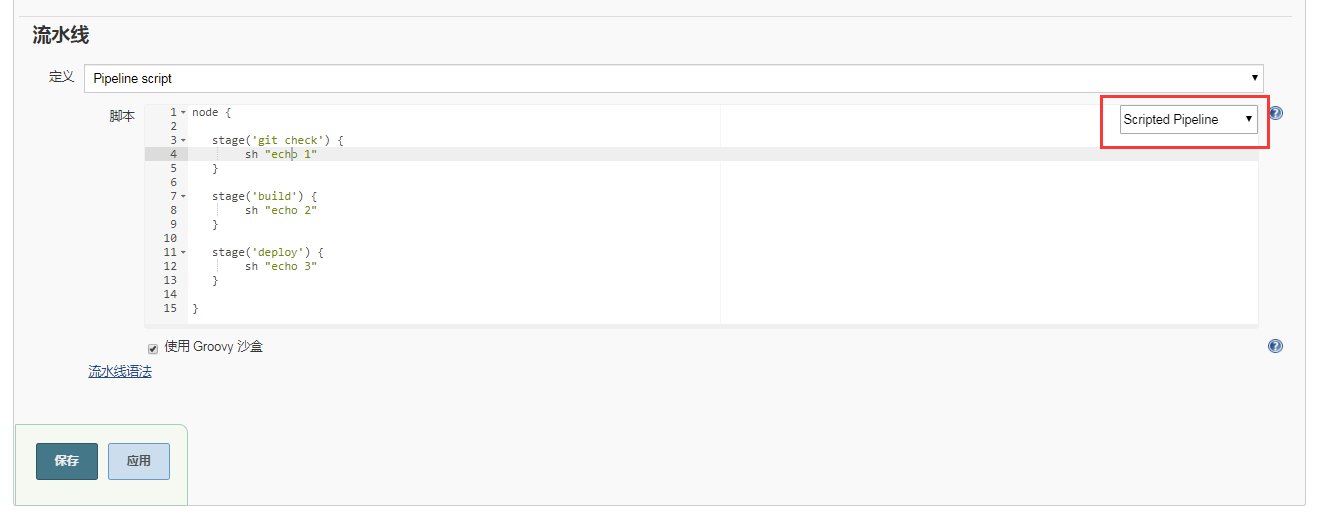 流水线
定义 Pipeline script
脚本
Scripted Pipeline
1 node {
2
3 stage('git check') {
4 sh "echo 1"
5 }
6
7 stage('build') {
8 sh "echo 2"
9 }
10
11 stage('deploy') {
12 sh "echo 3"
13 }
14
15 }
使用 Groovy 沙盒
流水线语法
保存 应用